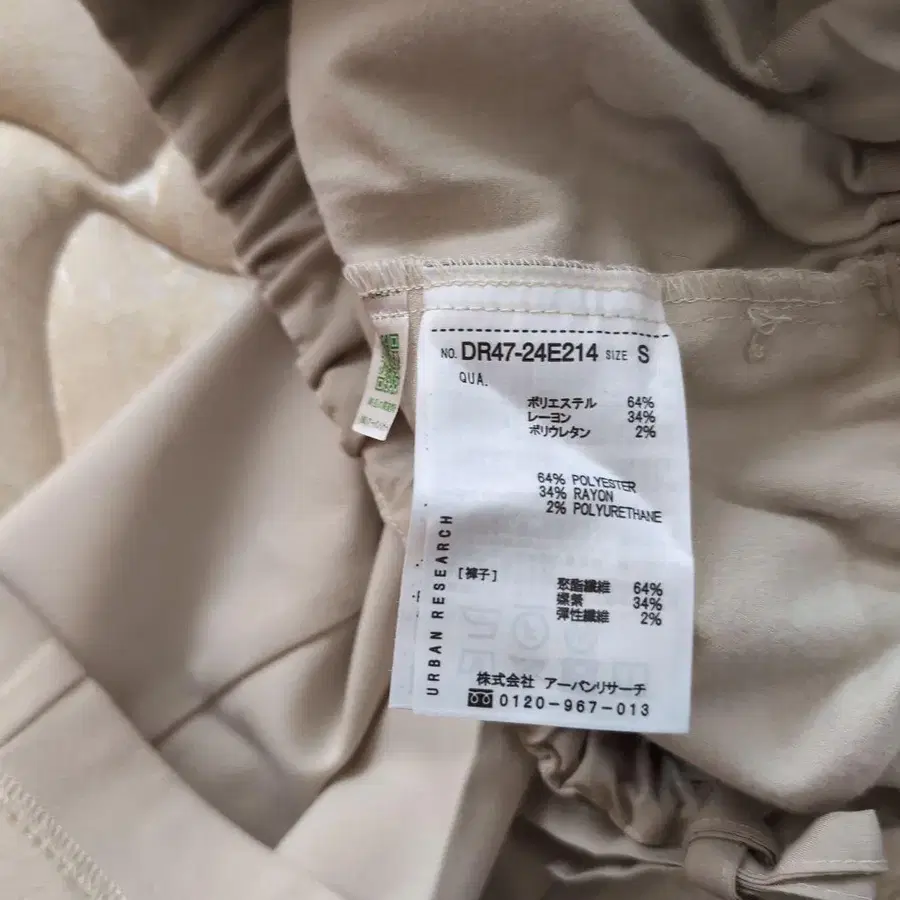 NO. DR47-24E214 SIZE S
QUA.
ポリエステル 64%
レーヨン 34%
ポリウレタン 2%
64% POLYESTER
34% RAYON
2% POLYURETHANE
[褲子]
聚酯纖維 64%
嫘縈 34%
彈性纖維 2%
URBAN RESEARCH
株式会社 アーバンリサーチ
0120-967-013